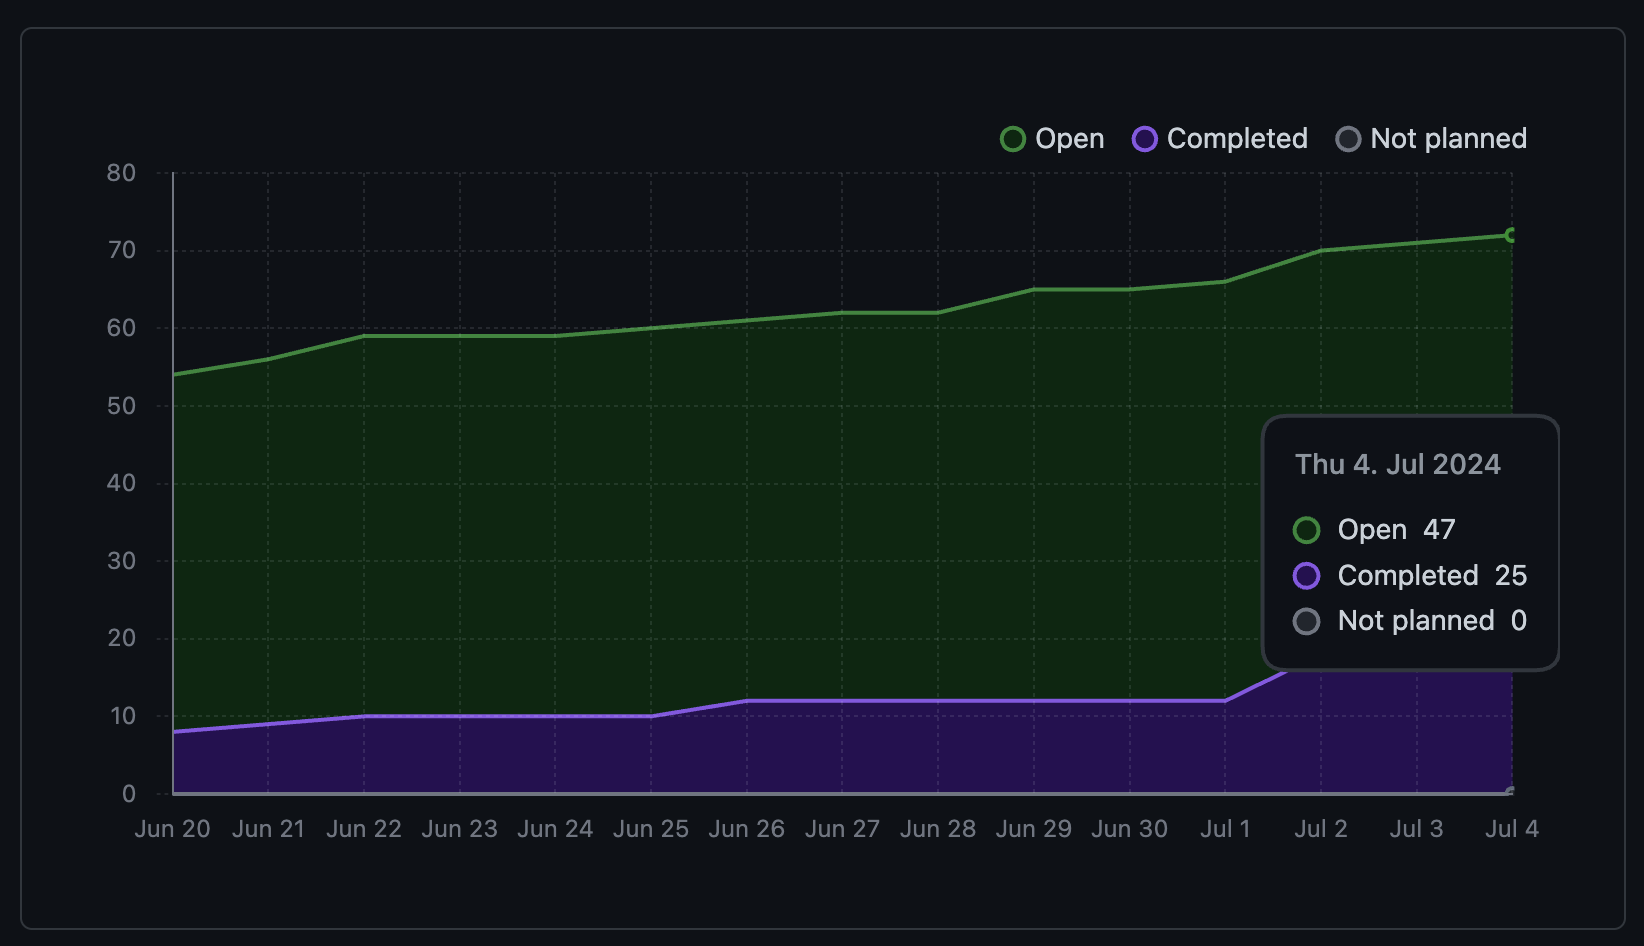 Open Completed Not planned
80
70
60
50
40
30
20
10
0
Thu 4. Jul 2024
Open 47
Completed 25
Not planned 0
Jun 20 Jun 21 Jun 22 Jun 23 Jun 24 Jun 25 Jun 26 Jun 27 Jun 28 Jun 29 Jun 30 Jul 1 Jul 2 Jul 3 Jul 4